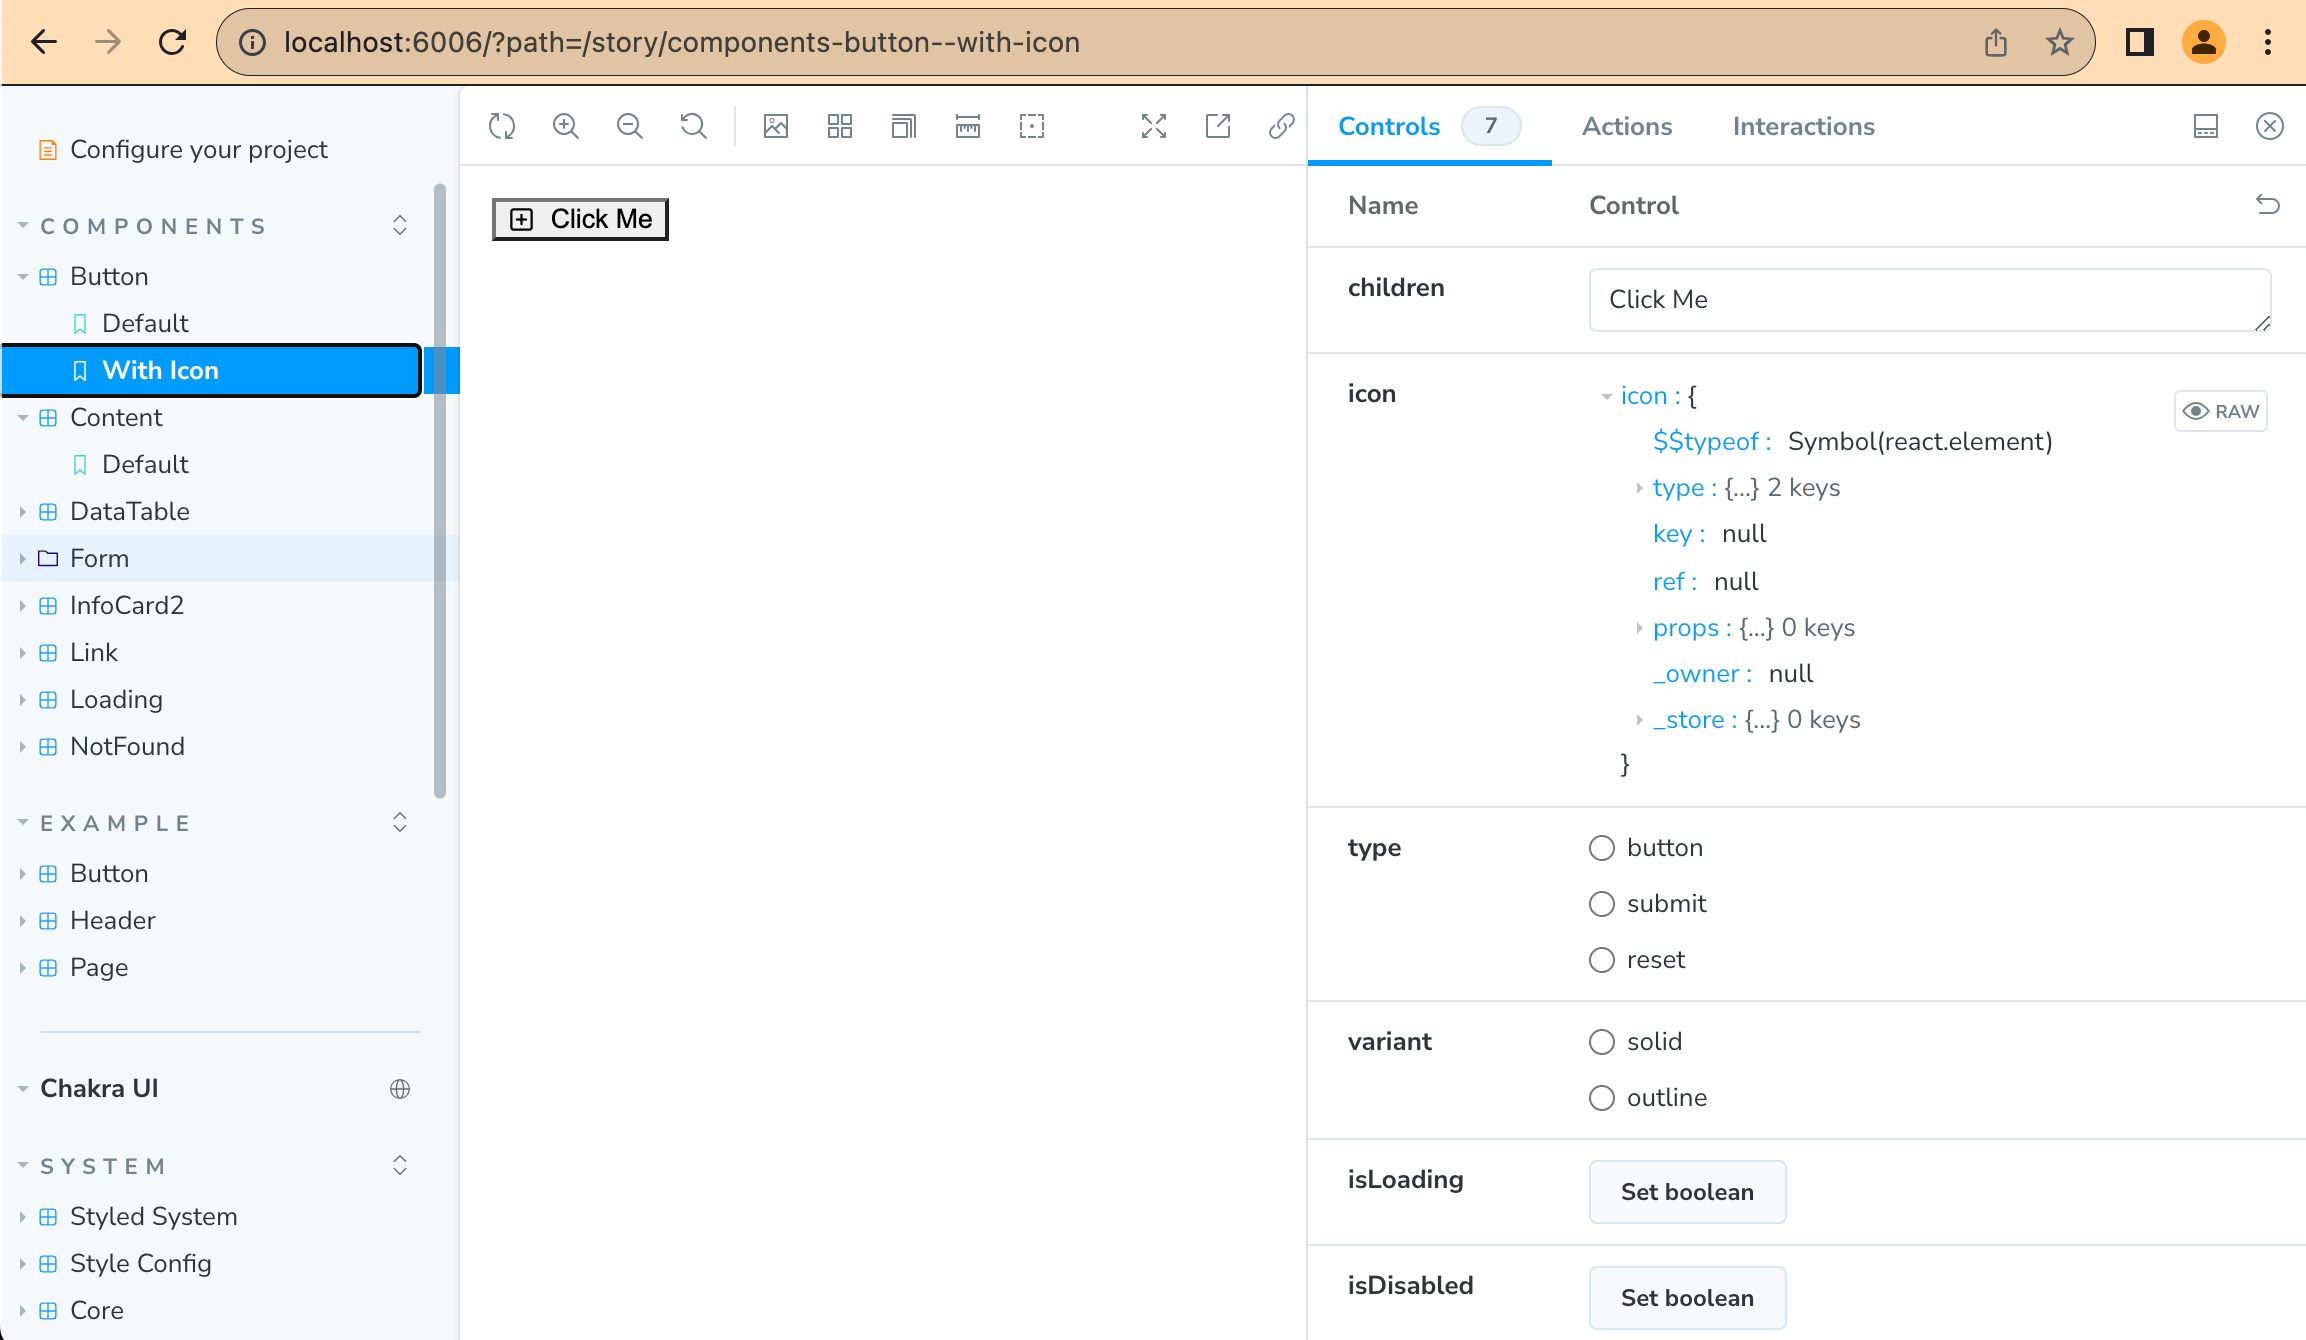 localhost:6006/?path=/story/components-button--with-icon
Configure your project
COMPONENTS
Button
Default
With Icon
Content
Default
DataTable
Form
InfoCard2
Link
Loading
NotFound
EXAMPLE
Button
Header
Page
Chakra UI
SYSTEM
Styled System
Style Config
Core
Click Me
Controls 7 Actions Interactions
Name Control
children Click Me
icon icon : {
RAW
$$typeof : Symbol(react.element)
type : {...} 2 keys
key : null
ref : null
props : {...} 0 keys
_owner : null
_store : {...} 0 keys
}
type button
submit
reset
variant solid
outline
isLoading Set boolean
isDisabled Set boolean